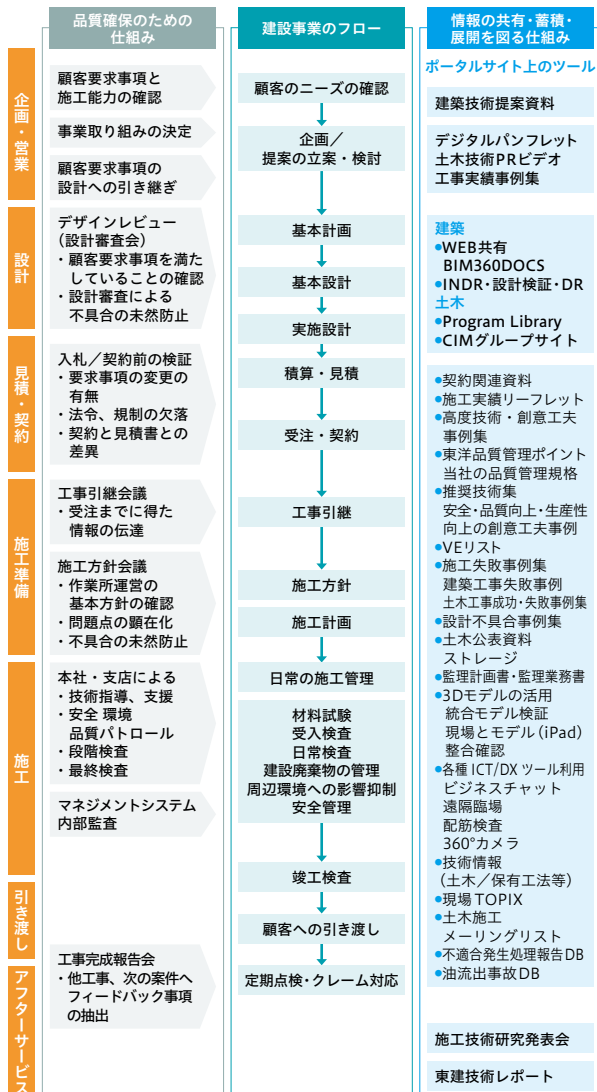 品質確保のための
仕組み
建設事業のフロー
情報の共有・蓄積・
展開を図る仕組み
企画・営業
設計
見積・契約
施工準備
施工
引き渡し
アフターサービス
顧客要求事項と
施工能力の確認
事業取り組みの決定
顧客要求事項の
設計への引き継ぎ
デザインレビュー
(設計審査会)
・顧客要求事項を満た
していることの確認
・設計審査による
不具合の未然防止
入札／契約前の検証
・要求事項の変更の
有無
・法令、規制の欠落
・契約と見積書との
差異
工事引継会議
・受注までに得た
情報の伝達
施工方針会議
・作業所運営の
基本方針の確認
・問題点の顕在化
・不具合の未然防止
本社・支店による
・技術指導、支援
・安全 環境
品質パトロール
・段階検査
・最終検査
マネジメントシステム
内部監査
工事完成報告会
・他工事、次の案件へ
フィードバック事項
の抽出
顧客のニーズの確認
企画／
提案の立案・検討
基本計画
基本設計
実施設計
積算・見積
受注・契約
工事引継
施工方針
施工計画
日常の施工管理
材料試験
受入検査
日常検査
建設廃棄物の管理
周辺環境への影響抑制
安全管理
竣工検査
顧客への引き渡し
定期点検・クレーム対応
ポータルサイト上のツール
建築技術提案資料
デジタルパンフレット
土木技術PRビデオ
工事実績事例集
建築
●WEB共有
BIM360DOCS
●INDR・設計検証・DR
土木
●Program Library
●CIMグループサイト
●契約関連資料
●施工実績リーフレット
●高度技術・創意工夫
事例集
●東洋品質管理ポイント
当社の品質管理規格
●推奨技術集
安全・品質向上・生産性
向上の創意工夫事例
●VEリスト
●施工失敗事例集
建築工事失敗事例
土木工事成功・失敗事例集
●設計不具合事例集
●土木公表資料
ストレージ
●監理計画書・監理業務書
●3Dモデルの活用
統合モデル検証
現場とモデル(iPad)
整合確認
●各種 ICT/DX ツール利用
ビジネスチャット
遠隔臨場
配筋検査
360°カメラ
●技術情報
(土木／保有工法等)
●現場TOPIX
●土木施工
メーリングリスト
●不適合発生処理報告DB
●油流出事故DB
施工技術研究発表会
東建技術レポート